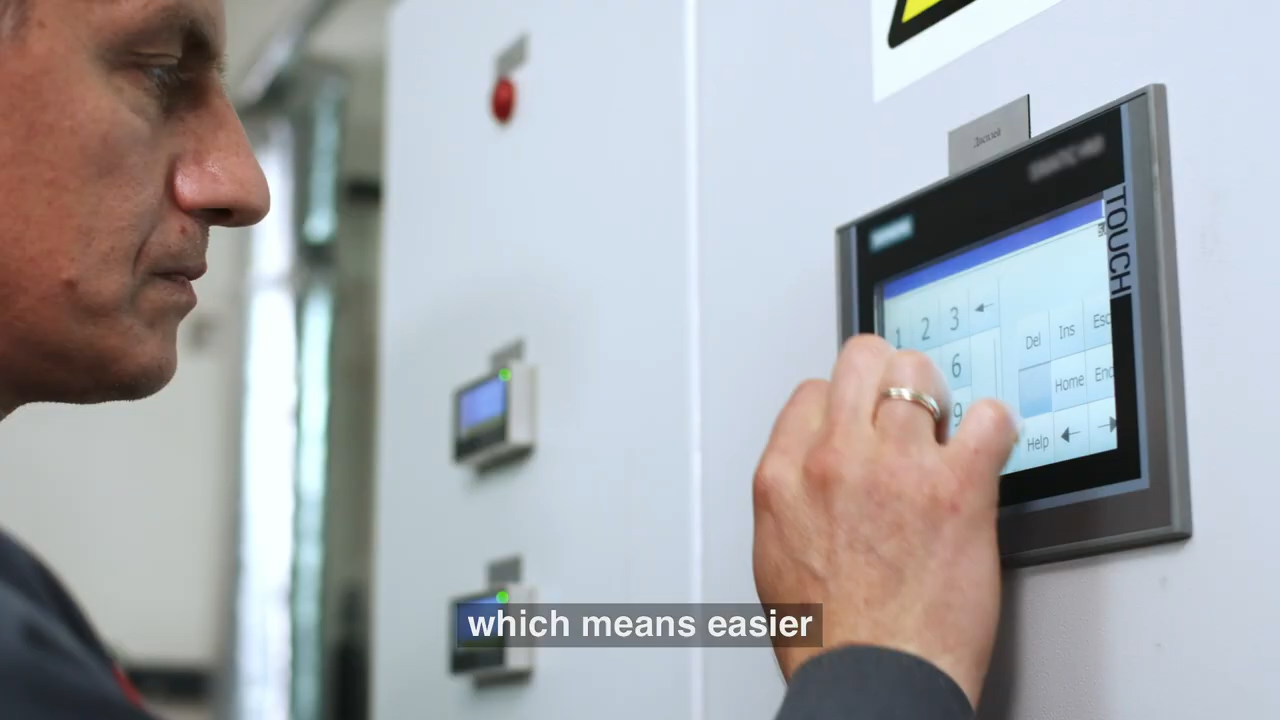 Дисплей
TOUCH
1 2 3 ←
Del Ins Esc
6
Home End
9
Help ← →
which means easier